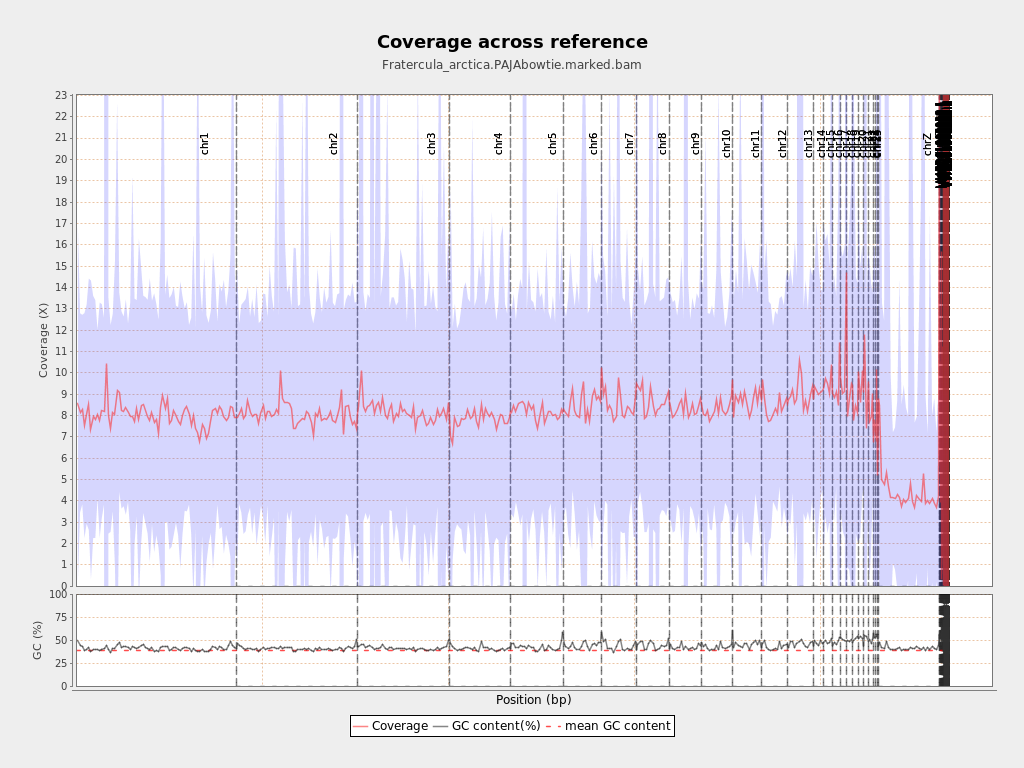 Coverage across reference
Fratercula_arctica.PAJAbowtie.marked.bam
Coverage (X)
23
22
21
20
19
18
17
16
15
14
13
12
11
10
9
8
7
6
5
4
3
2
1
0
chr1
chr2
chr3
chr4
chr5
chr6
chr7
chr8
chr9
chr10
chr11
chr12
chr13
chr14
chr15
chrZ
GC (%)
100
75
50
25
0
Position (bp)
Coverage GC content(%) mean GC content